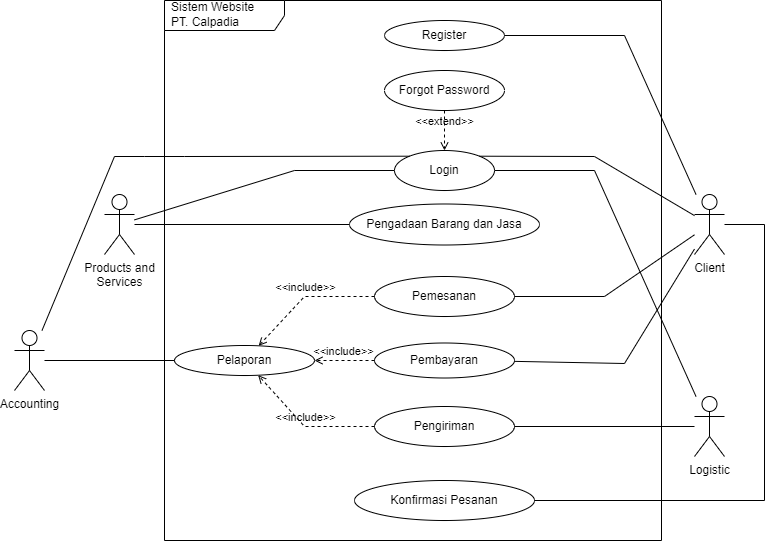 Sistem Website
PT. Calpadia
Register
Forgot Password
<<extend>>
Login
Pengadaan Barang dan Jasa
Products and
Services
Client
<<include>>
Pemesanan
<<include>>
Pelaporan
Pembayaran
Accounting
<<include>>
Pengiriman
Logistic
Konfirmasi Pesanan